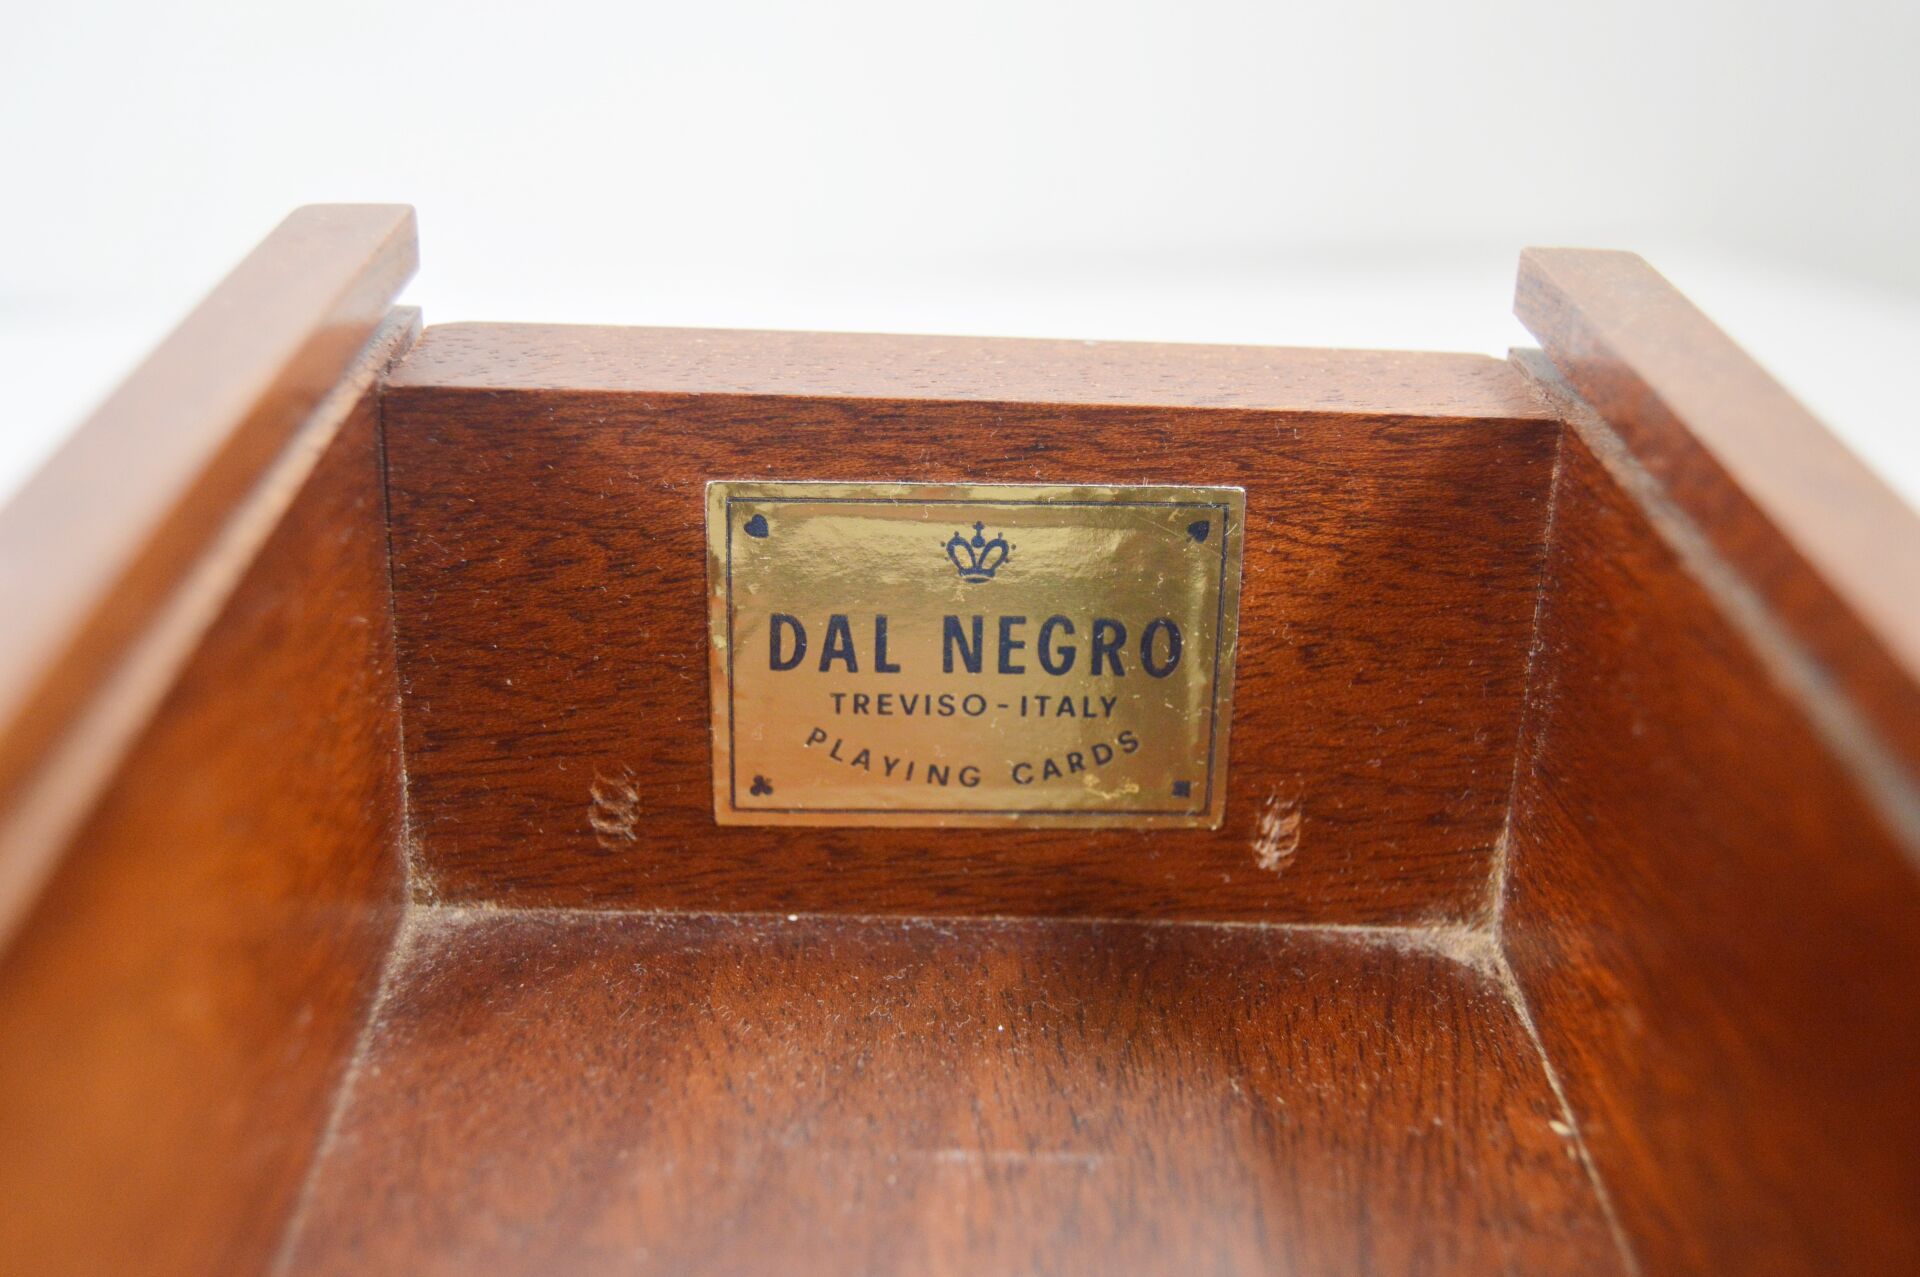 DAL NEGRO
TREVISO-ITALY
PLAYING CARDS